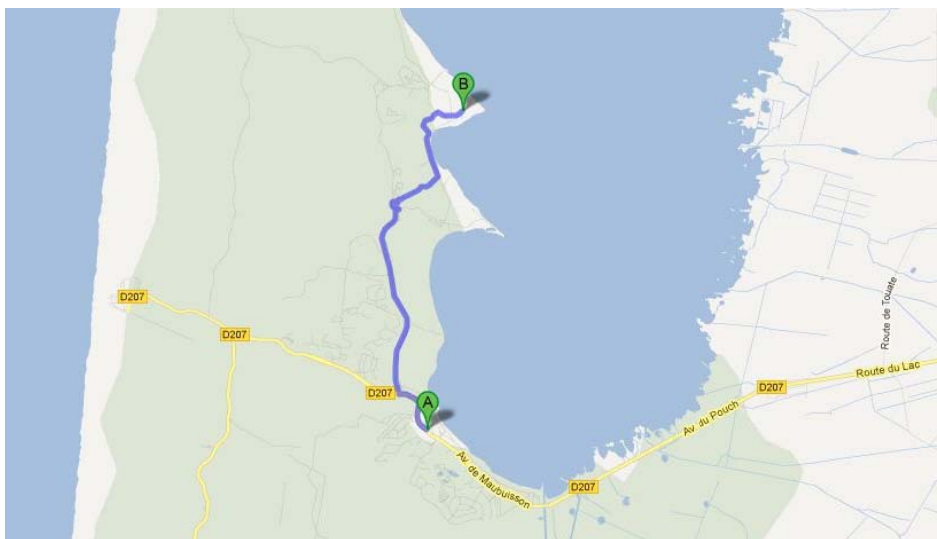 B
D207
D207
Route de Touate
Route du Lac
D207
D207
A
Av. du Pouch
Av. de Maubuisson
D207